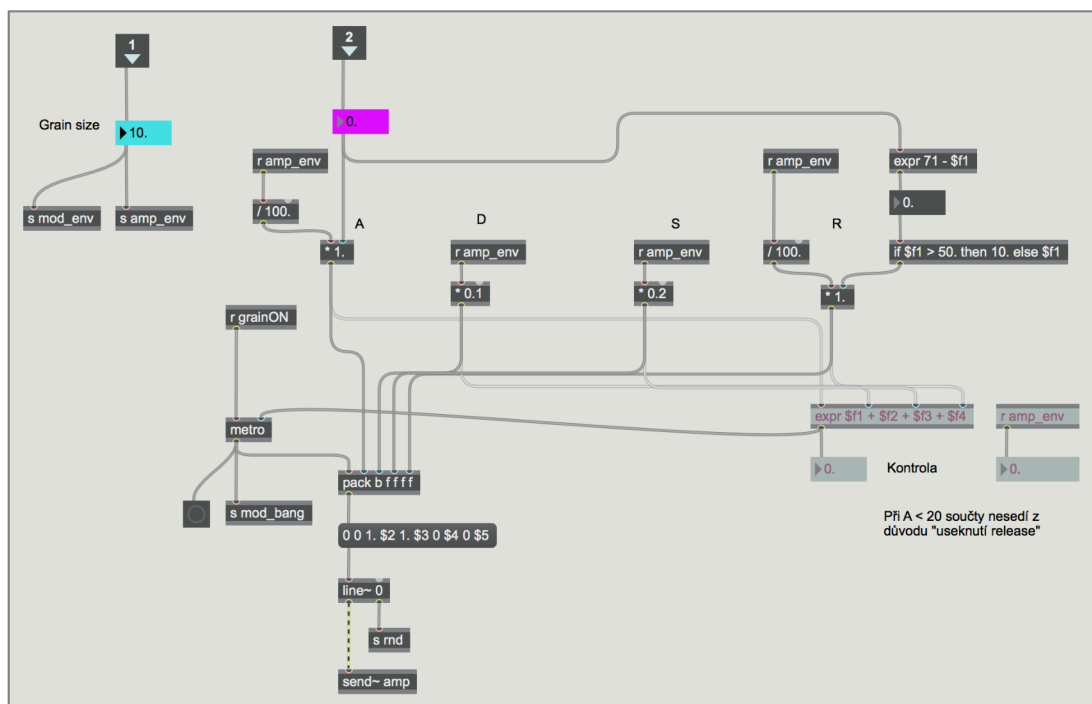 1
2
Grain size
10.
0.
r amp_env
r amp_env
expr 71 - $f1
s mod_env
s amp_env
/ 100.
A
D
S
R
0.
* 1.
r amp_env
r amp_env
/ 100.
if $f1 > 50. then 10. else $f1
* 0.1
* 0.2
* 1.
r grainON
expr $f1 + $f2 + $f3 + $f4
r amp_env
metro
0.
Kontrola
0.
pack b f f f f
s mod_bang
0 0 1. $2 1. $3 0 $4 0 $5
Při A < 20 součty nesedí z
důvodu "useknutí release"
line~ 0
s rnd
send~ amp